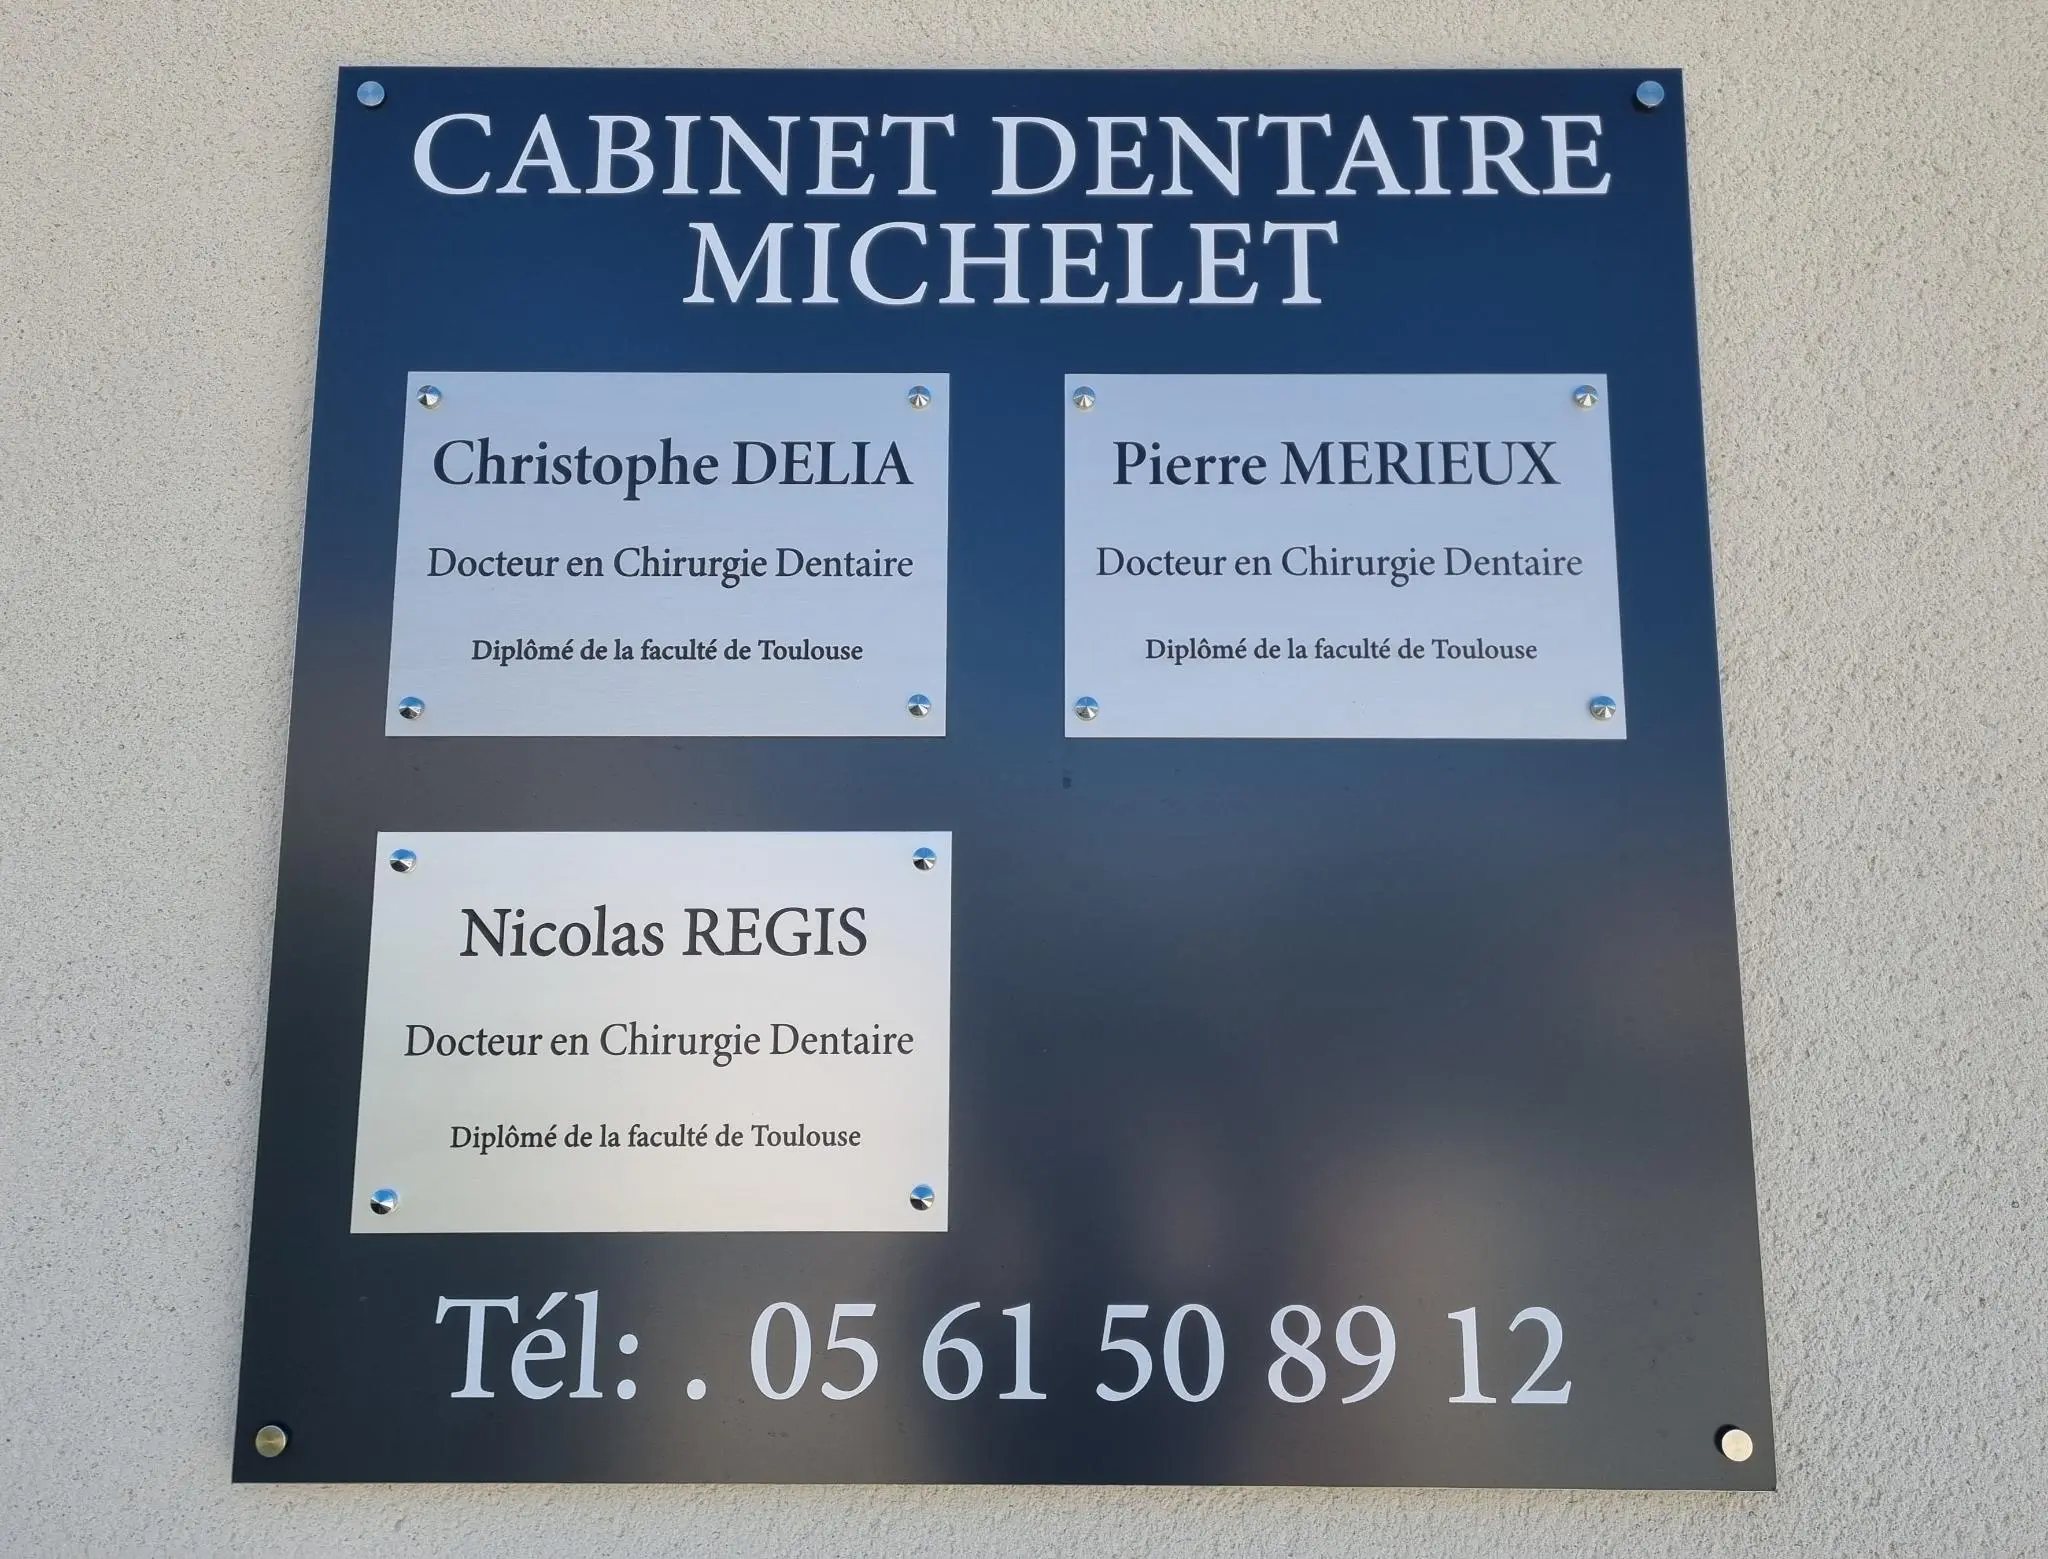 CABINET DENTAIRE
MICHELET
Christophe DELIA
Docteur en Chirurgie Dentaire
Diplômé de la faculté de Toulouse
Pierre MERIEUX
Docteur en Chirurgie Dentaire
Diplômé de la faculté de Toulouse
Nicolas REGIS
Docteur en Chirurgie Dentaire
Diplômé de la faculté de Toulouse
Tél: . 05 61 50 89 12